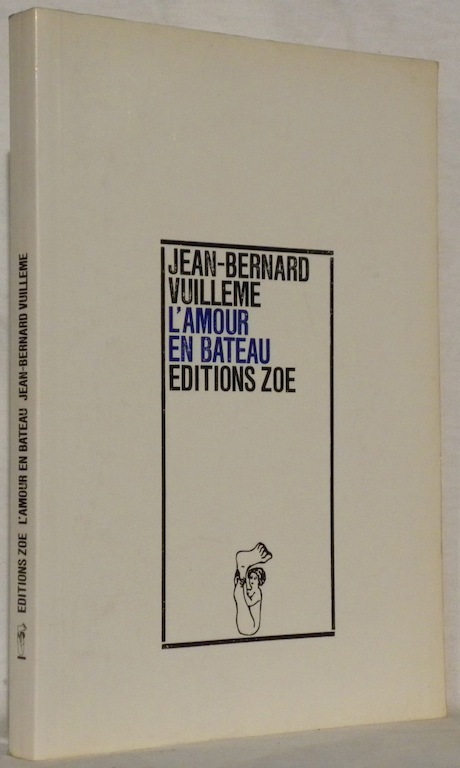 JEAN-BERNARD
VUILLEME
L'AMOUR
EN BATEAU
EDITIONS ZOE
EDITIONS ZOE L'AMOUR EN BATEAU JEAN-BERNARD VUILLEME